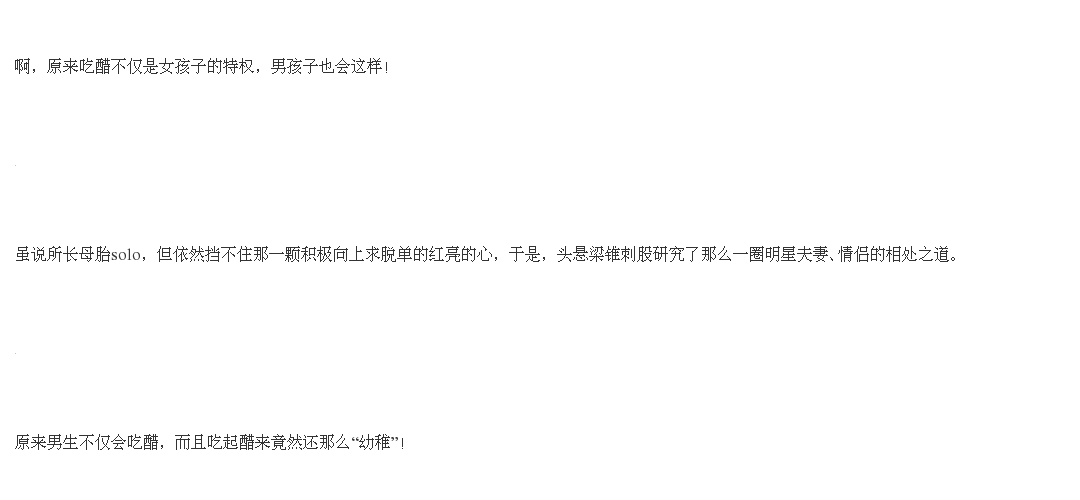 啊，原来吃醋不仅是女孩子的特权，男孩子也会这样！
虽说所长母胎solo，但依然挡不住那一颗积极向上求脱单的红亮的心，于是，头悬梁锥刺股研究了那么一圈明星夫妻、情侣的相处之道。
原来男生不仅会吃醋，而且吃起醋来竟然还那么“幼稚”！